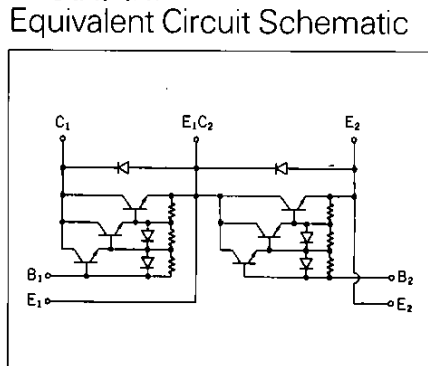 Equivalent Circuit Schematic
C1 E1C2 E2
B1 B2
E1 E2